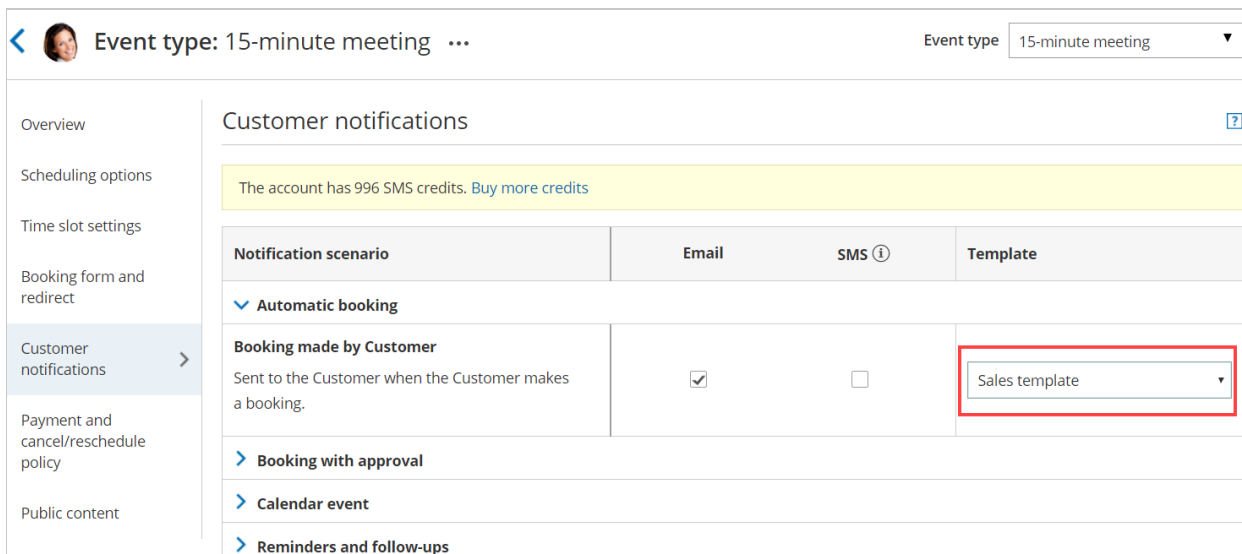 Event type: 15-minute meeting ...
Event type 15-minute meeting
Overview
Scheduling options
Time slot settings
Booking form and
redirect
Customer
notifications
Payment and
cancel/reschedule
policy
Public content
Customer notifications
?
The account has 996 SMS credits. Buy more credits
Notification scenario Email SMS i Template
Automatic booking
Booking made by Customer
Sent to the Customer when the Customer makes
a booking.
Sales template
Booking with approval
Calendar event
Reminders and follow-ups